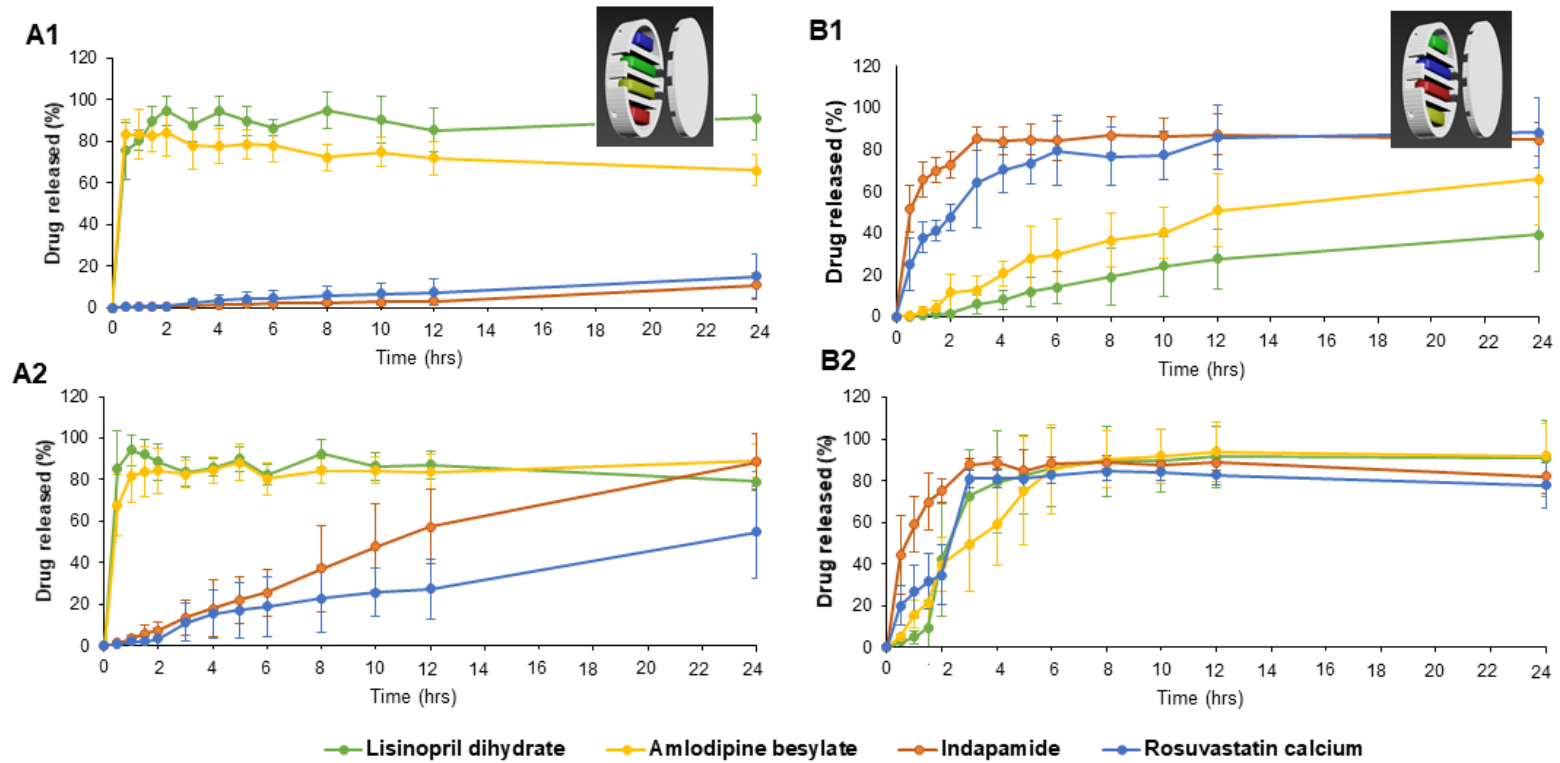 A1
120
100
80
60
40
20
0
Drug released (%)
0 2 4 6 8 10 12 14 16 18 20 22 24
Time (hrs)
B1
120
100
80
60
40
20
0
Drug released (%)
0 2 4 6 8 10 12 14 16 18 20 22 24
Time (hrs)
A2
120
100
80
60
40
20
0
Drug released (%)
0 2 4 6 8 10 12 14 16 18 20 22 24
Time (hrs)
B2
120
100
80
60
40
20
0
Drug released (%)
0 2 4 6 8 10 12 14 16 18 20 22 24
Time (hrs)
Lisinopril dihydrate Amlodipine besylate Indapamide Rosuvastatin calcium